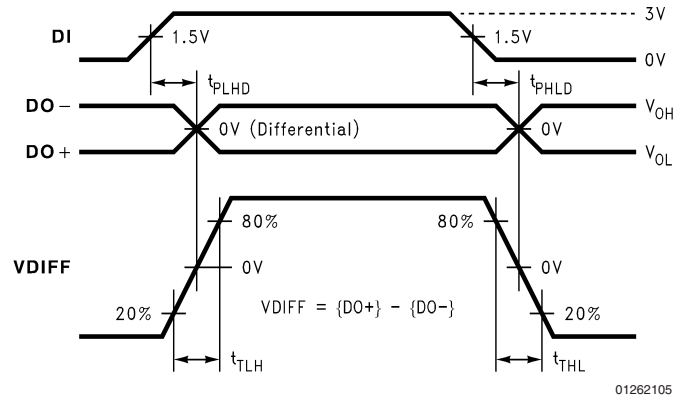 3V
DI
1.5V
1.5V
0V
tPLHD
tPHLD
DO−
VOH
0V (Differential)
0V
DO+
VOL
80%
80%
VDIFF
0V
0V
20%
VDIFF = {DO+} - {DO-}
20%
tTLH
tTHL
01262105